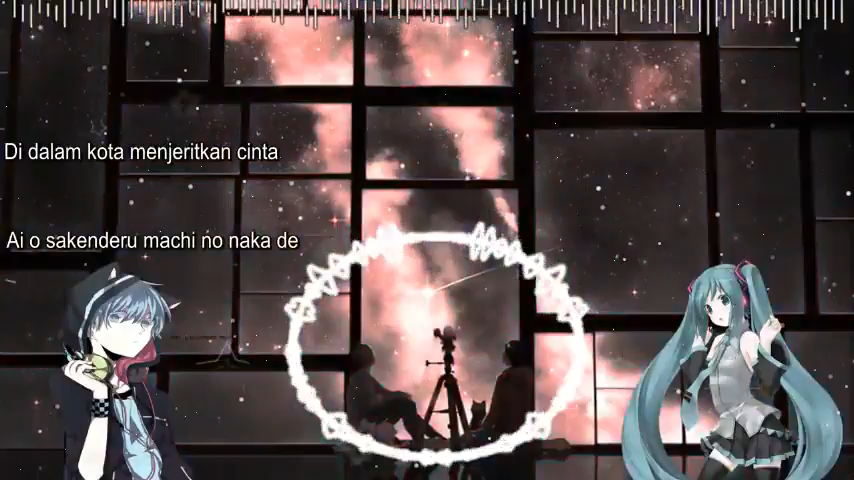 Di dalam kota menjeritkan cinta
Ai o sakenderu machi no naka de